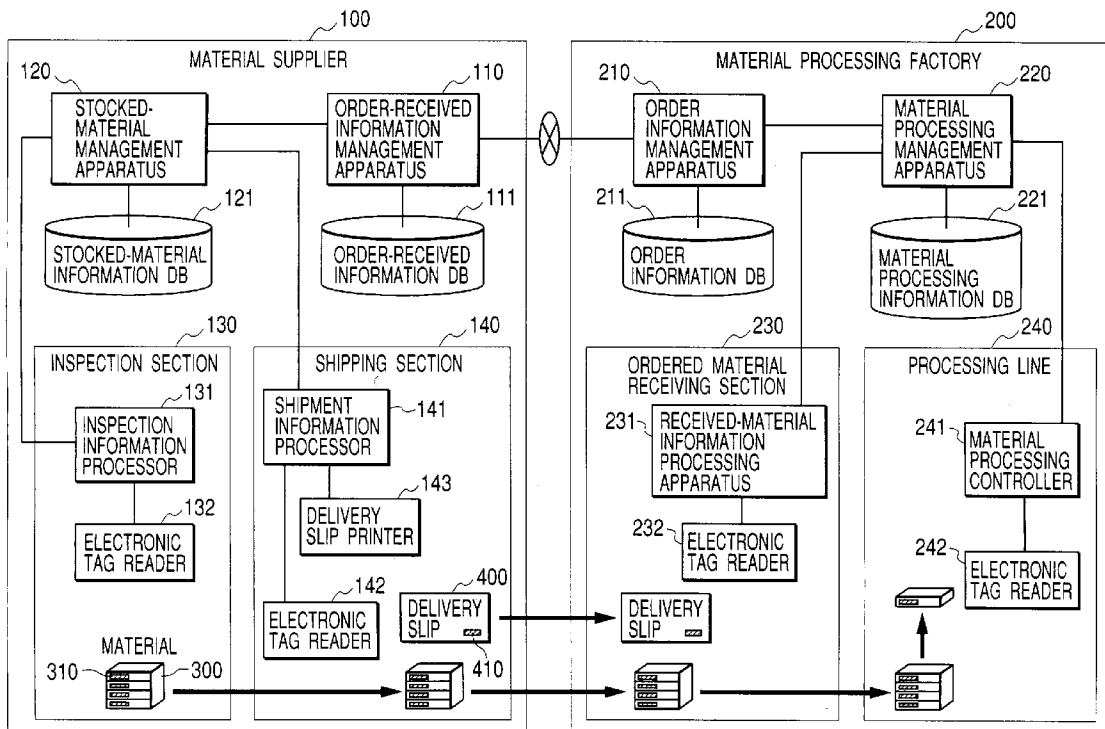 100
MATERIAL SUPPLIER
200
MATERIAL PROCESSING FACTORY
120
STOCKED-
MATERIAL
MANAGEMENT
APPARATUS
110
ORDER-RECEIVED
INFORMATION
MANAGEMENT
APPARATUS
210
ORDER
INFORMATION
MANAGEMENT
APPARATUS
220
MATERIAL
PROCESSING
MANAGEMENT
APPARATUS
121
STOCKED-MATERIAL
INFORMATION DB
111
ORDER-RECEIVED
INFORMATION DB
211
ORDER
INFORMATION DB
221
MATERIAL
PROCESSING
INFORMATION DB
130
INSPECTION SECTION
131
INSPECTION
INFORMATION
PROCESSOR
132
ELECTRONIC
TAG READER
MATERIAL
310
300
140
SHIPPING SECTION
141
SHIPMENT
INFORMATION
PROCESSOR
143
DELIVERY
SLIP PRINTER
142
ELECTRONIC
TAG READER
400
DELIVERY
SLIP
410
230
ORDERED MATERIAL
RECEIVING SECTION
231
RECEIVED-MATERIAL
INFORMATION
PROCESSING
APPARATUS
232
ELECTRONIC
TAG READER
DELIVERY
SLIP
240
PROCESSING LINE
241
MATERIAL
PROCESSING
CONTROLLER
242
ELECTRONIC
TAG READER